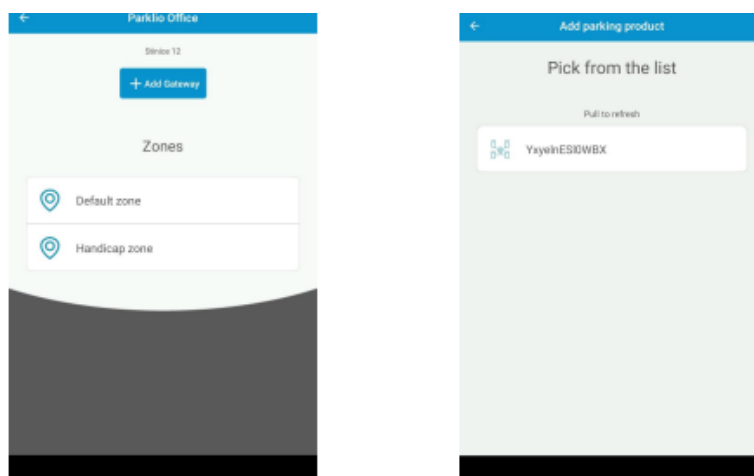 Parklio Office
Stinice 12
+ Add Gateway
Zones
Default zone
Handicap zone
Add parking product
Pick from the list
Pull to refresh
YxyelnESI0WBX